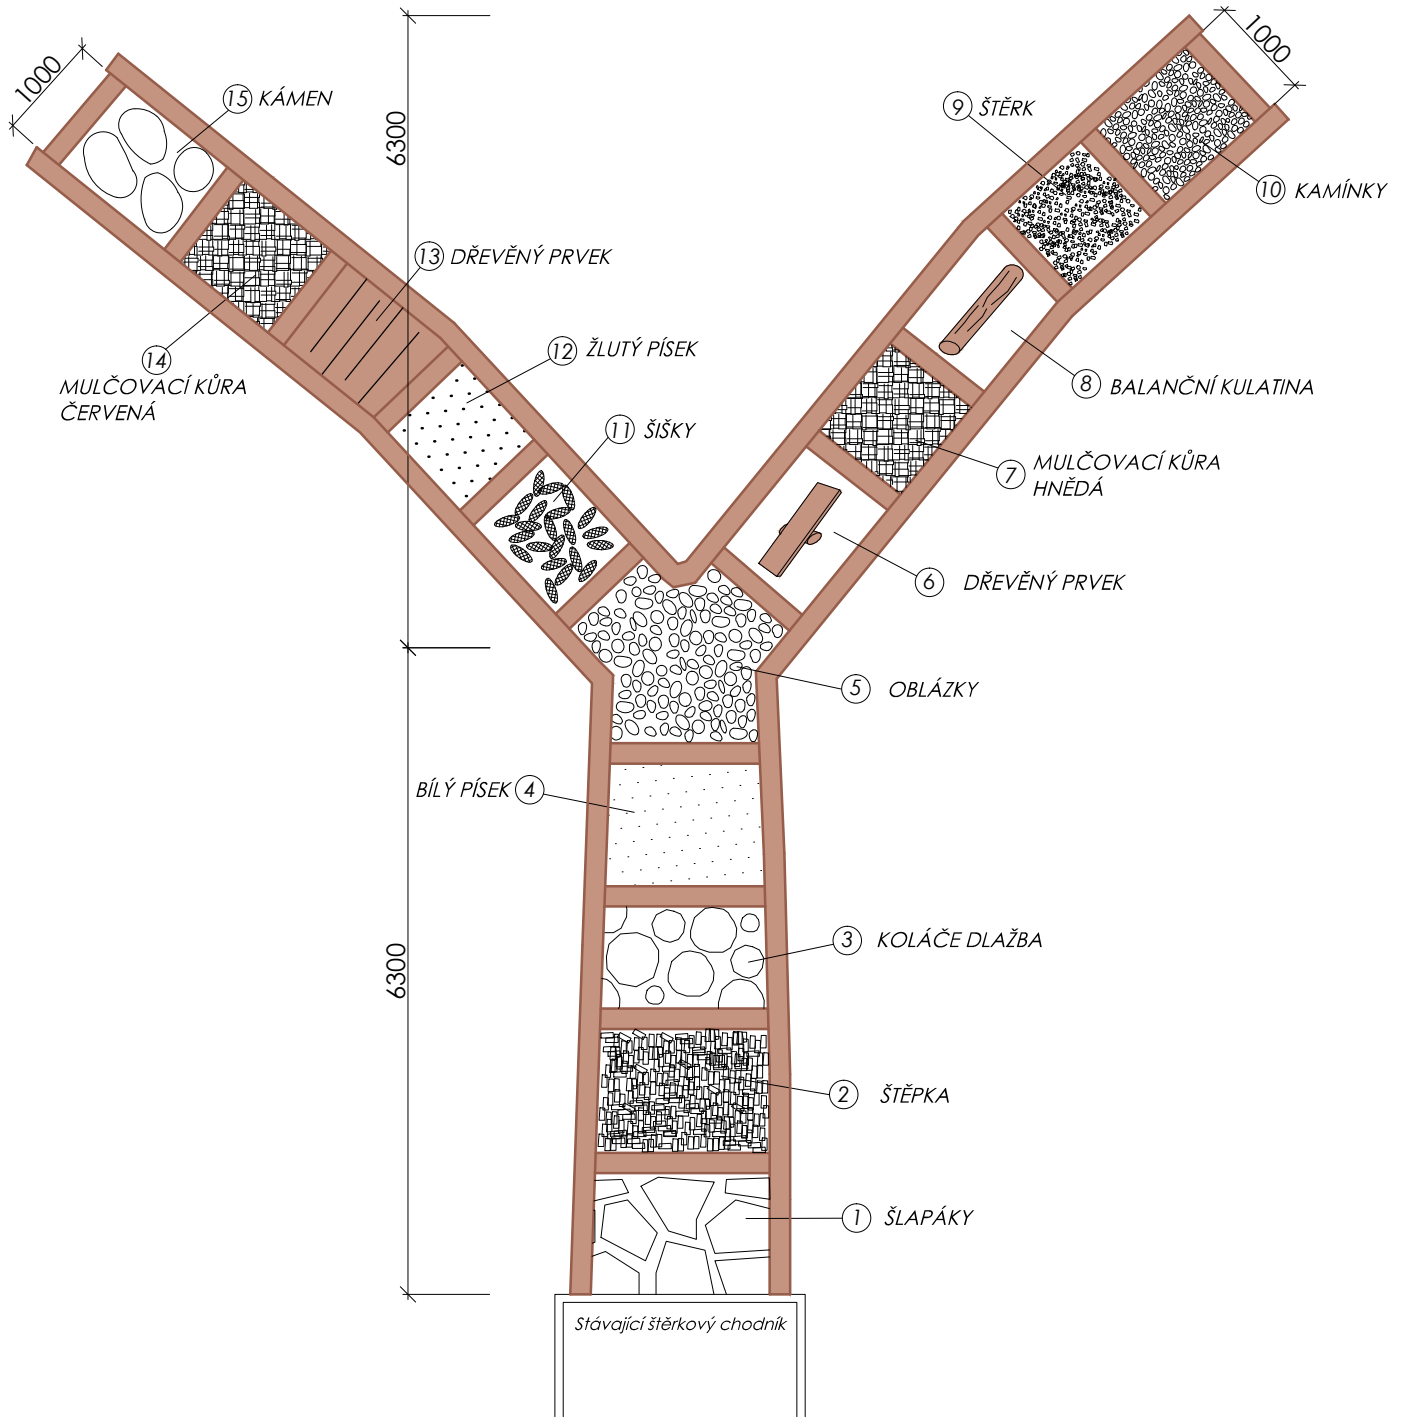 1000
15 KÁMEN
6300
1000
9 ŠTĚRK
10 KAMÍNKY
13 DŘEVĚNÝ PRVEK
14
MULČOVACÍ KŮRA
ČERVENÁ
12 ŽLUTÝ PÍSEK
11 ŠIŠKY
8 BALANČNÍ KULATINA
7 MULČOVACÍ KŮRA
HNĚDÁ
6 DŘEVĚNÝ PRVEK
5 OBLÁZKY
BÍLÝ PÍSEK 4
6300
3 KOLÁČE DLAŽBA
2 ŠTĚPKA
1 ŠLAPÁKY
Stávající štěrkový chodník